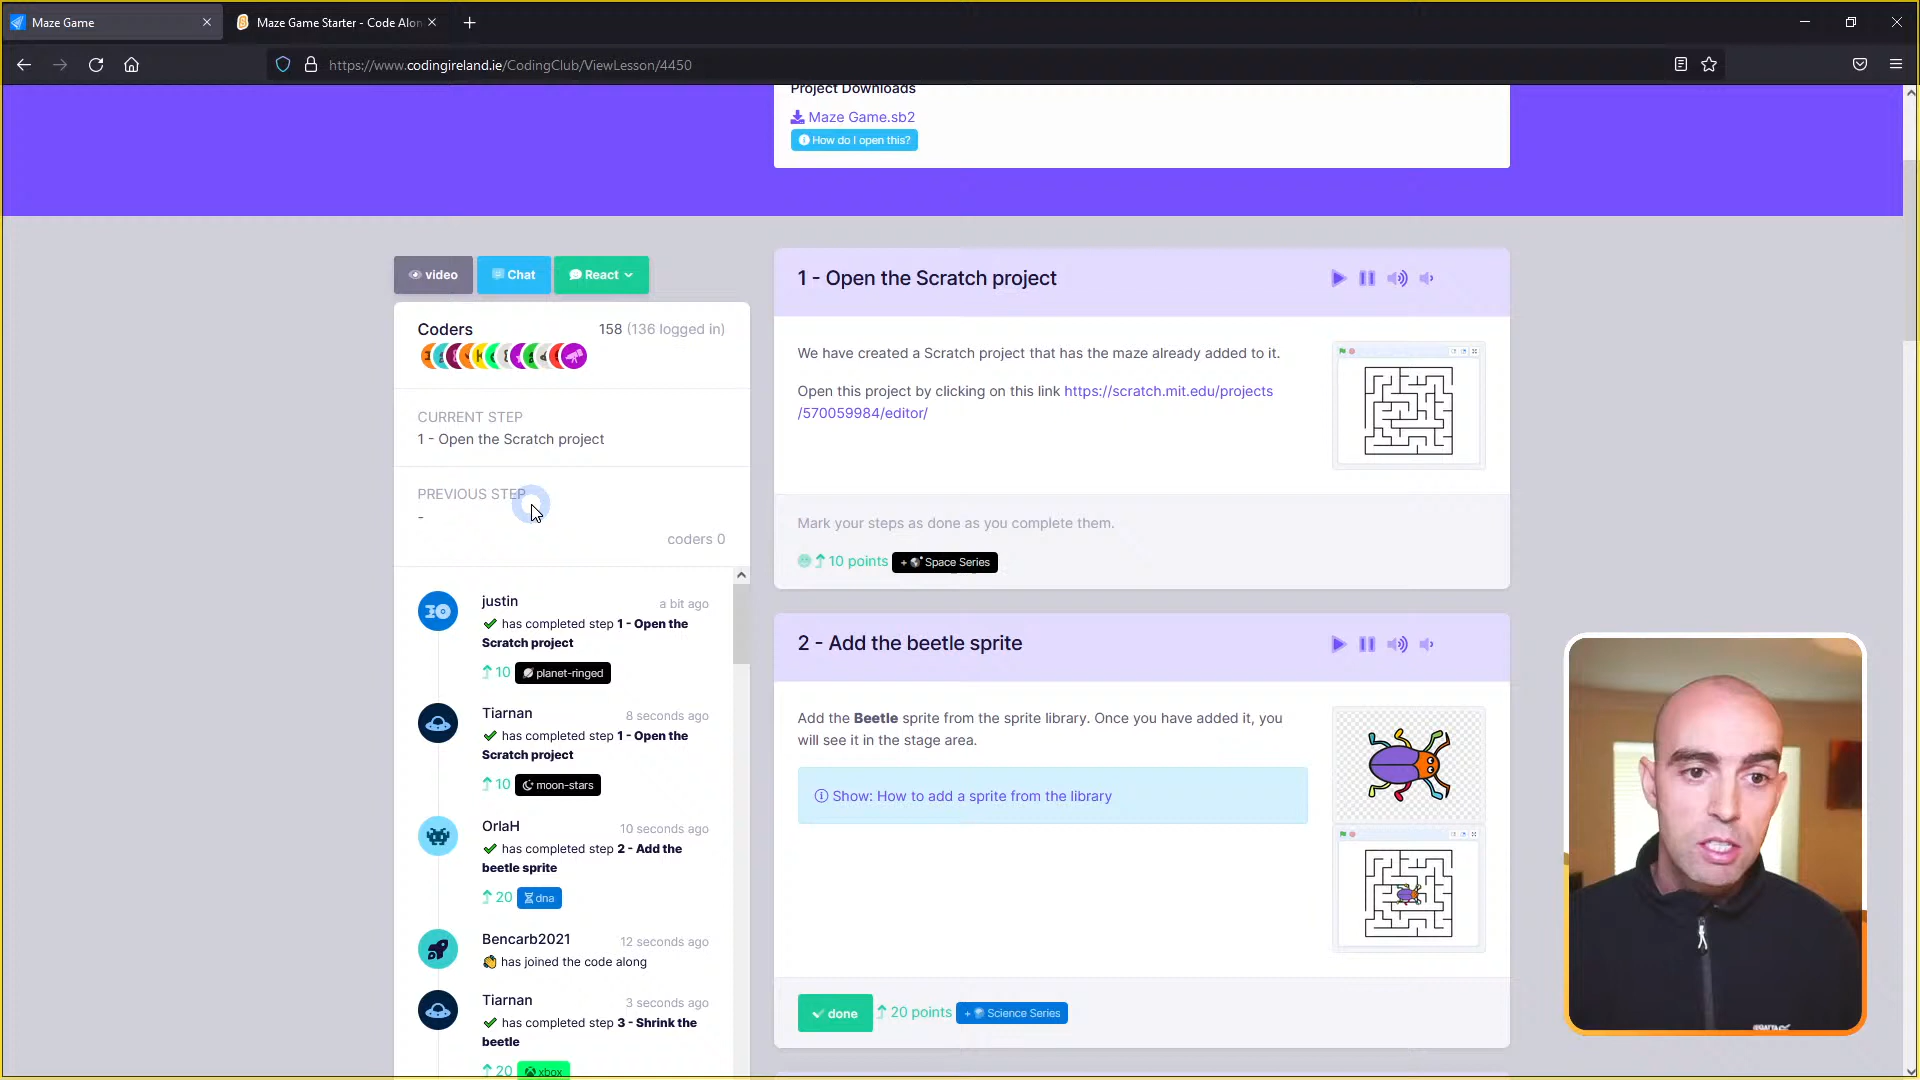 Maze Game
Maze Game Starter - Code Alon
https://www.codingireland.ie/CodingClub/ViewLesson/4450
Project Downloads
Maze Game.sb2
How do I open this?
video
Chat
React
Coders
158 (136 logged in)
CURRENT STEP
1 - Open the Scratch project
PREVIOUS STEP
-
coders 0
justin
a bit ago
has completed step 1 - Open the
Scratch project
10 planet-ringed
Tiarnan
8 seconds ago
has completed step 1 - Open the
Scratch project
10 moon-stars
OrlaH
10 seconds ago
has completed step 2 - Add the
beetle sprite
20 dna
Bencarb2021
12 seconds ago
has joined the code along
Tiarnan
3 seconds ago
has completed step 3 - Shrink the
beetle
20 xbox
1 - Open the Scratch project
We have created a Scratch project that has the maze already added to it.
Open this project by clicking on this link https://scratch.mit.edu/projects
/570059984/editor/
Mark your steps as done as you complete them.
10 points + Space Series
2 - Add the beetle sprite
Add the Beetle sprite from the sprite library. Once you have added it, you
will see it in the stage area.
Show: How to add a sprite from the library
done
20 points + Science Series